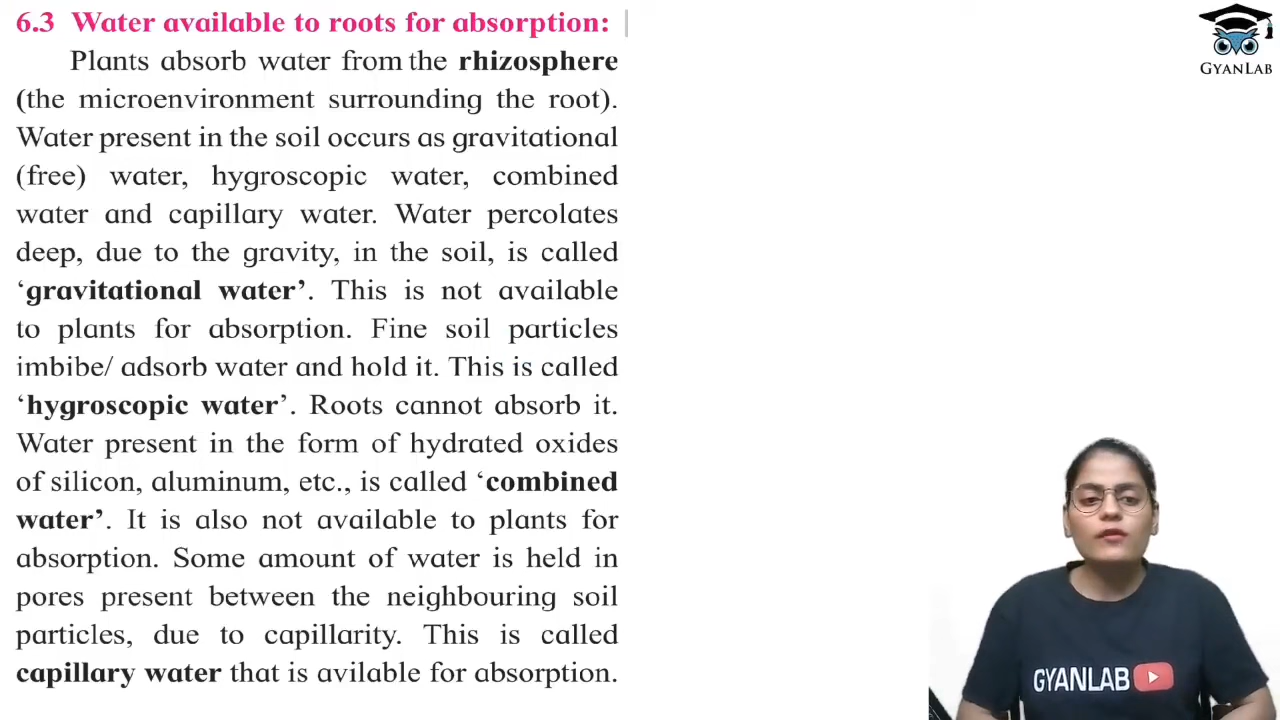 6.3 Water available to roots for absorption:
Plants absorb water from the rhizosphere
(the microenvironment surrounding the root).
Water present in the soil occurs as gravitational
(free) water, hygroscopic water, combined
water and capillary water. Water percolates
deep, due to the gravity, in the soil, is called
‘gravitational water’. This is not available
to plants for absorption. Fine soil particles
imbibe/ adsorb water and hold it. This is called
‘hygroscopic water’. Roots cannot absorb it.
Water present in the form of hydrated oxides
of silicon, aluminum, etc., is called ‘combined
water’. It is also not available to plants for
absorption. Some amount of water is held in
pores present between the neighbouring soil
particles, due to capillarity. This is called
capillary water that is avilable for absorption.
GYANLAB
GYANLAB